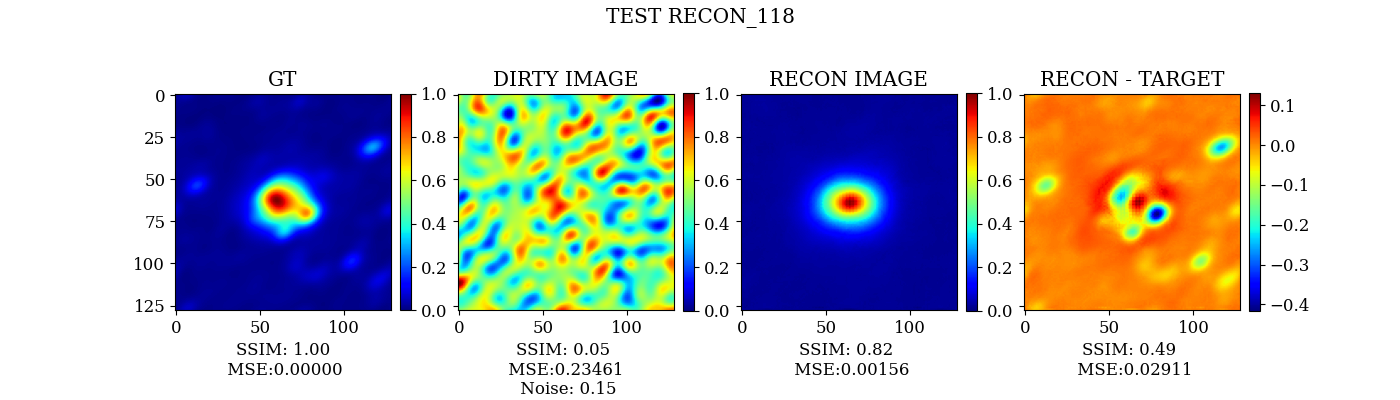 TEST RECON_118
GT
DIRTY IMAGE
RECON IMAGE
RECON - TARGET
0
25
50
75
100
125
0
50
100
1.0
0.8
0.6
0.4
0.2
0.0
0
100
1.0
0.8
0.6
0.4
0.2
0.0
0
50
100
1.0
0.8
0.6
0.4
0.2
0.0
0
50
100
0.1
0.0
−0.1
−0.2
−0.3
−0.4
SSIM: 1.00
MSE:0.00000
SSIM: 0.05
MSE:0.23461
Noise: 0.15
SSIM: 0.82
MSE:0.00156
SSIM: 0.49
MSE:0.02911